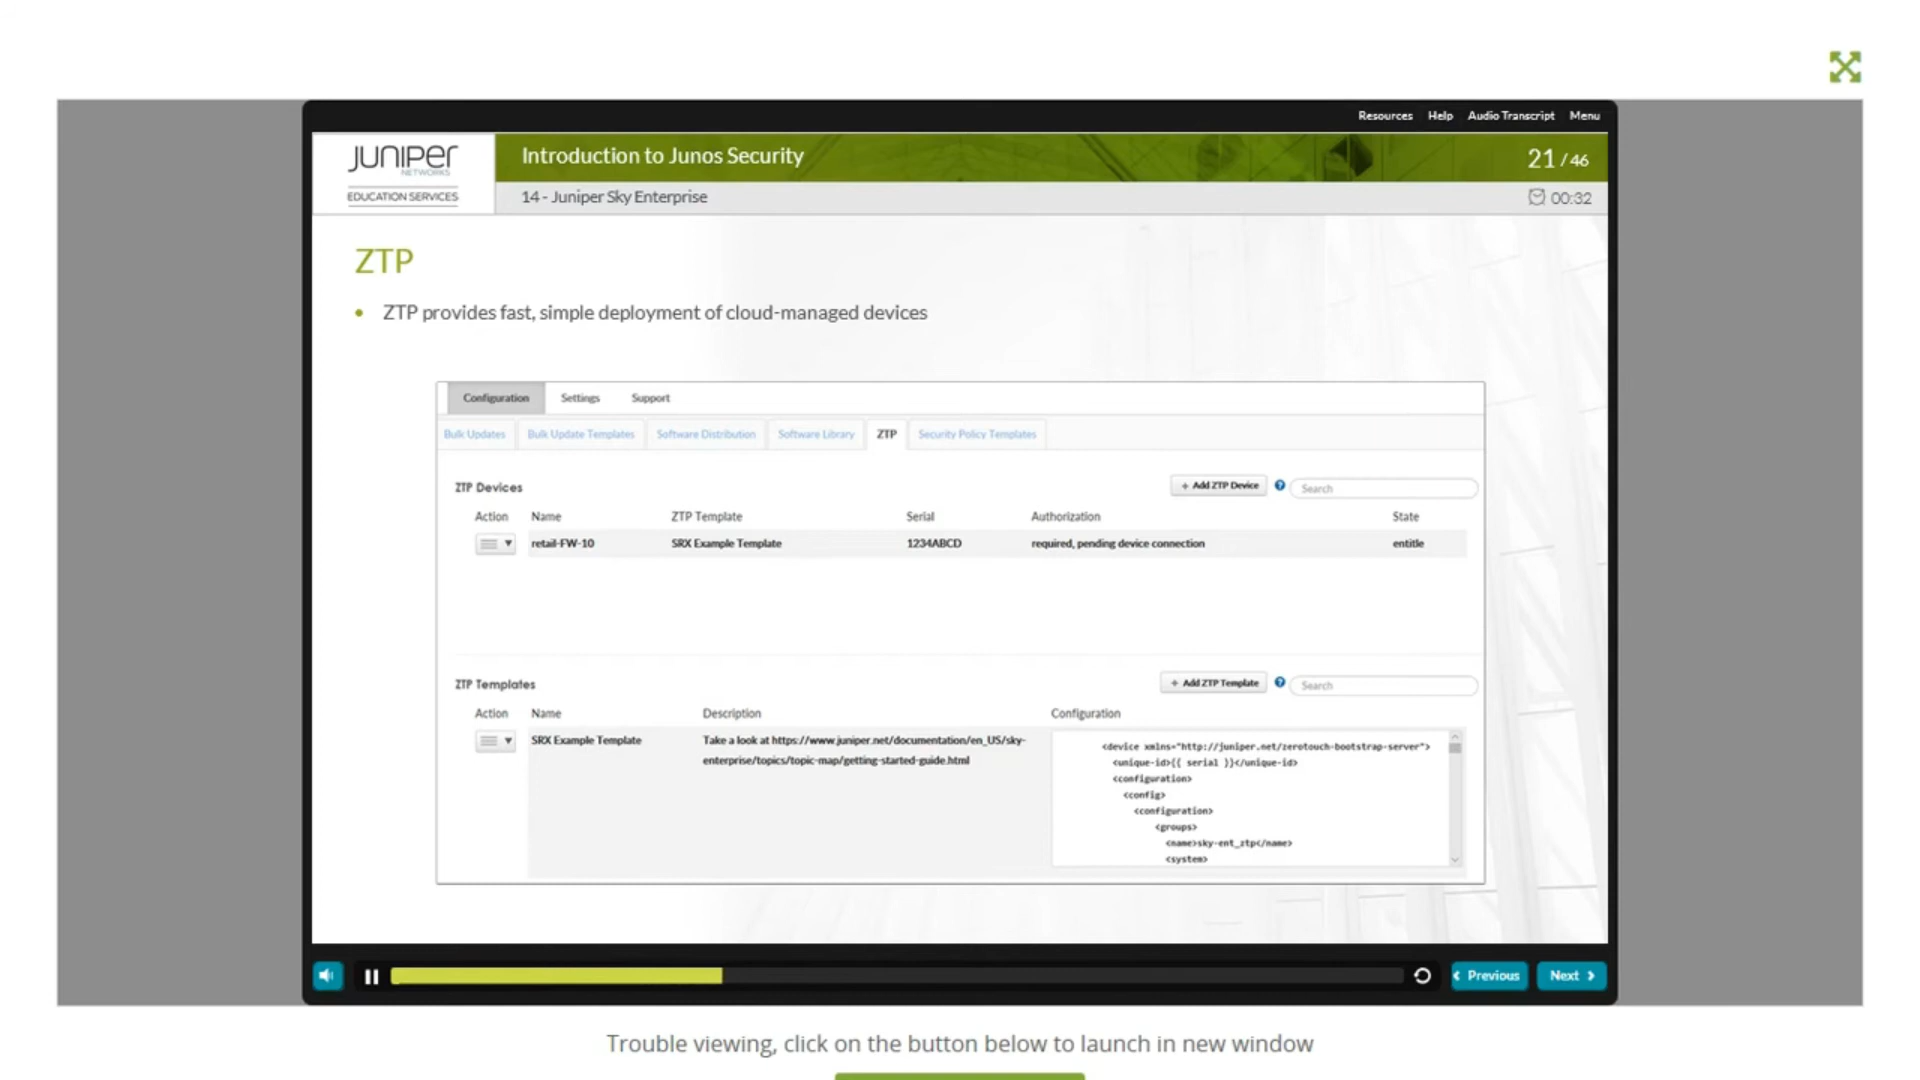 Resources Help Audio Transcript Menu
JUNIPER
NETWORKS
EDUCATION SERVICES
Introduction to Junos Security
21 / 46
14 - Juniper Sky Enterprise
00:32
ZTP
• ZTP provides fast, simple deployment of cloud-managed devices
Configuration Settings Support
Bulk Updates Bulk Update Templates Software Distribution Software Library ZTP Security Policy Templates
ZTP Devices + Add ZTP Device ? Search
Action Name ZTP Template Serial Authorization State
retail-FW-10 SRX Example Template 1234ABCD required, pending device connection entitle
ZTP Templates + Add ZTP Template ? Search
Action Name Description Configuration
SRX Example Template Take a look at https://www.juniper.net/documentation/en_US/sky-
enterprise/topics/topic-map/getting-started-guide.html
<device xmlns="http://juniper.net/zerotouch-bootstrap-server">
<unique-id>{{ serial }}</unique-id>
<configuration>
<config>
<configuration>
<groups>
<name>sky-ent_ztp</name>
<system>
Previous Next
Trouble viewing, click on the button below to launch in new window